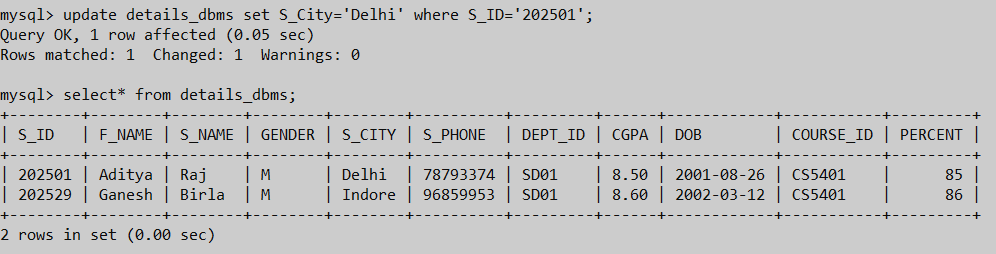 mysql> update details_dbms set S_City='Delhi' where S_ID='202501';
Query OK, 1 row affected (0.05 sec)
Rows matched: 1  Changed: 1  Warnings: 0
mysql> select* from details_dbms;
+--------+---------+--------+--------+--------+----------+---------+------+------------+-----------+---------+
| S_ID   | F_NAME | S_NAME | GENDER | S_CITY | S_PHONE  | DEPT_ID | CGPA | DOB        | COURSE_ID | PERCENT |
+--------+---------+--------+--------+--------+----------+---------+------+------------+-----------+---------+
| 202501 | Aditya | Raj    | M      | Delhi  | 78793374 | SD01    | 8.50 | 2001-08-26 | CS5401    |      85 |
| 202529 | Ganesh | Birla  | M      | Indore | 96859953 | SD01    | 8.60 | 2002-03-12 | CS5401    |      86 |
+--------+---------+--------+--------+--------+----------+---------+------+------------+-----------+---------+
2 rows in set (0.00 sec)